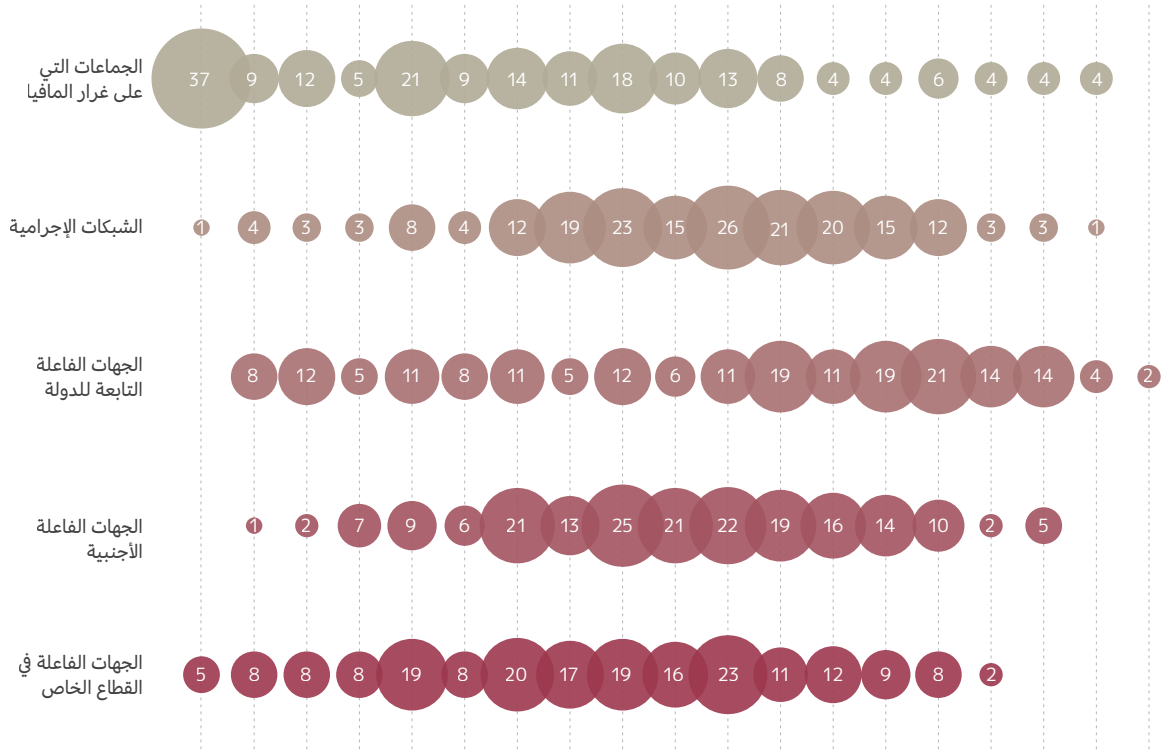 الجماعات التي
على غرار المافيا
37 9 12 5 21 9 14 11 18 10 13 8 4 4 6 4 4 4
الشبكات الإجرامية
1 4 3 3 8 4 12 19 23 15 26 21 20 15 12 3 3 1
الجهات الفاعلة
التابعة للدولة
8 12 5 11 8 11 5 12 6 11 19 11 19 21 14 14 4 2
الجهات الفاعلة
الأجنبية
1 2 7 9 6 21 13 25 21 22 19 16 14 10 2 5
الجهات الفاعلة في
القطاع الخاص
5 8 8 8 19 8 20 17 19 16 23 11 12 9 8 2